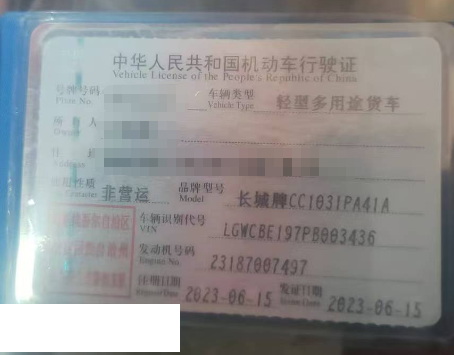 中华人民共和国机动车行驶证
Vehicle License of the People's Republic of China
号牌号码 车辆类型 轻型多用途货车
Plate No. Vehicle Type
所有人
Owner
住
Address
使用性质 非营运 品牌型号 长城牌CC1031PA41A
Use Character Model
车辆识别代号 LGWCBE197PB003436
VIN
发动机号码 23187007497
Engine No.
注册日期 2023-06-15 发证日期 2023-06-15
Register Date Issue Date